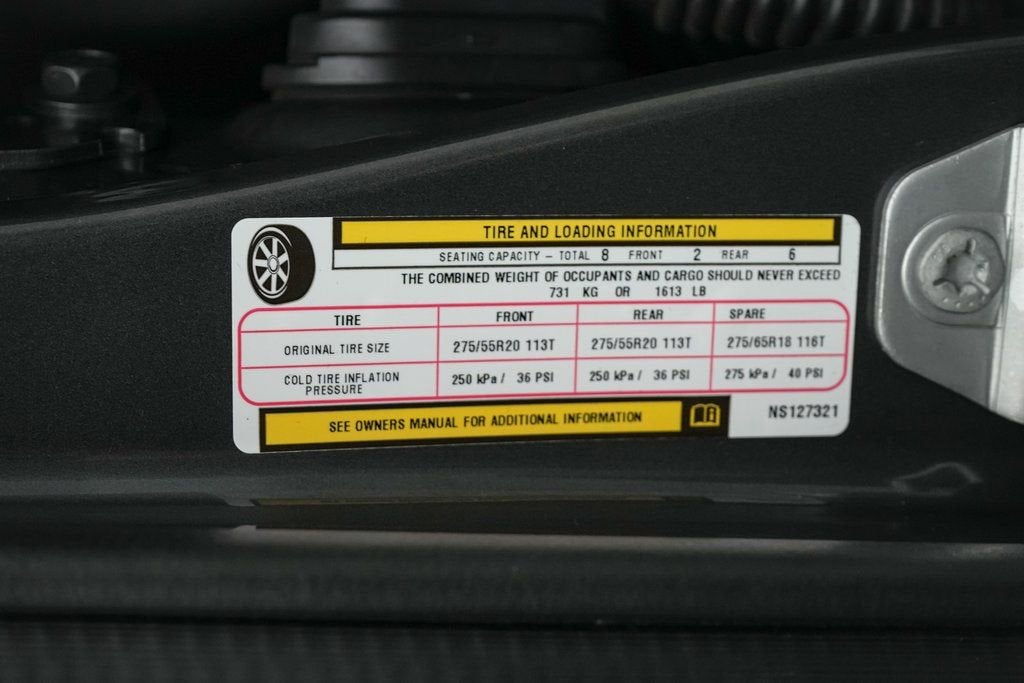 TIRE AND LOADING INFORMATION
SEATING CAPACITY – TOTAL 8 FRONT 2 REAR 6
THE COMBINED WEIGHT OF OCCUPANTS AND CARGO SHOULD NEVER EXCEED
731 KG OR 1613 LB
TIRE FRONT REAR SPARE
ORIGINAL TIRE SIZE 275/55R20 113T 275/55R20 113T 275/65R18 116T
COLD TIRE INFLATION PRESSURE 250 kPa / 36 PSI 250 kPa / 36 PSI 275 kPa / 40 PSI
SEE OWNERS MANUAL FOR ADDITIONAL INFORMATION
NS127321